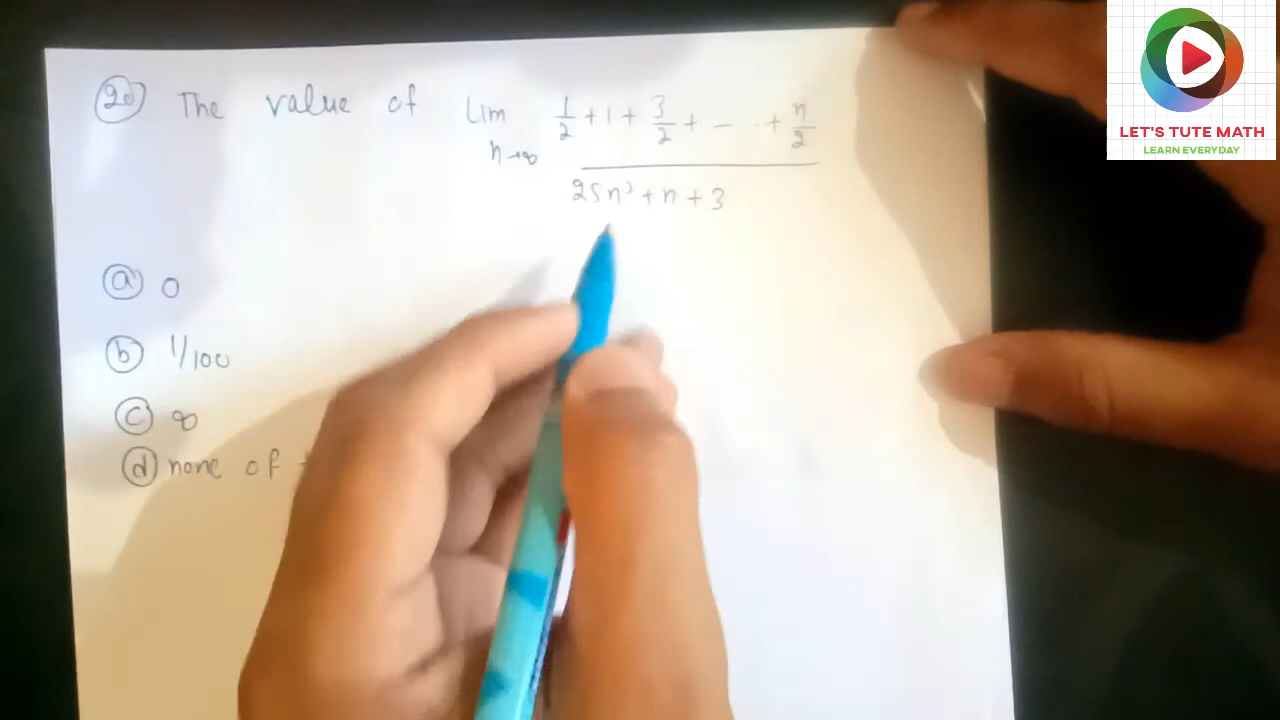 20 The value of Lim n→∞ 1/2 + 1 + 3/2 + - . . + n/2
25n² + n + 3
a 0
b 1/100
c ∞
d none of
LET'S TUTE MATH
LEARN EVERYDAY